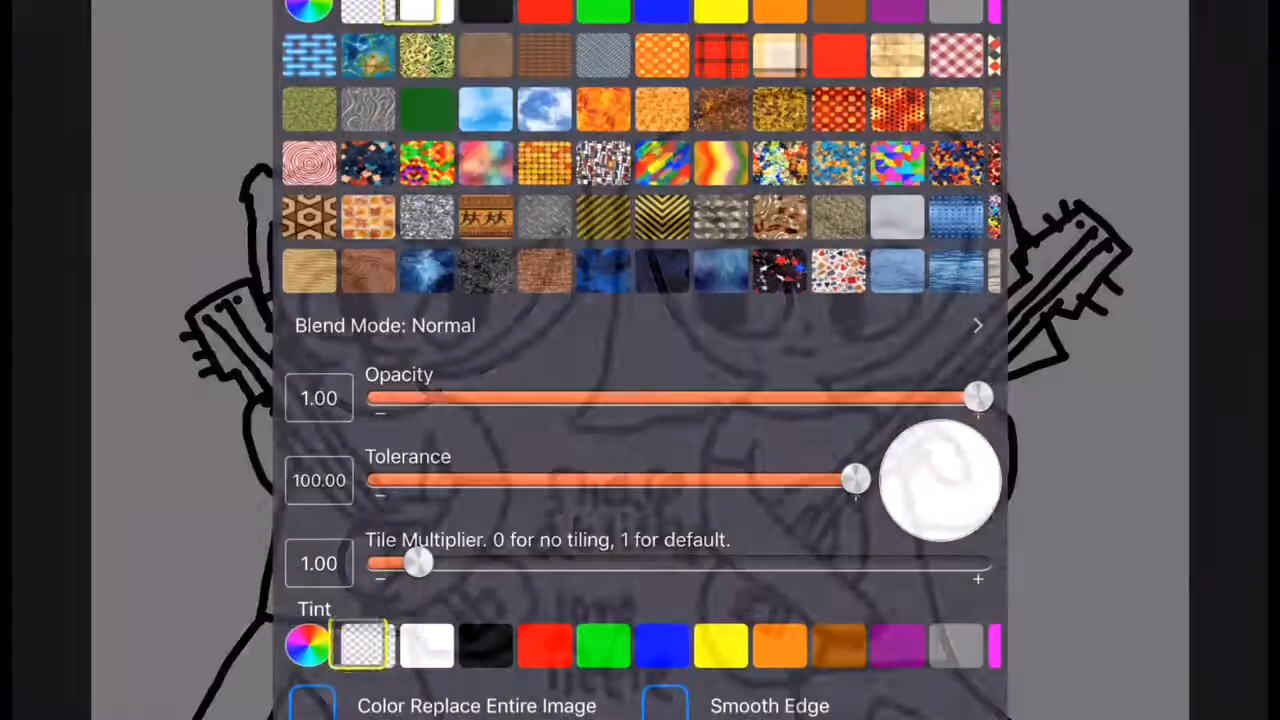 Blend Mode: Normal
Opacity
1.00
Tolerance
100.00
Tile Multiplier. 0 for no tiling, 1 for default.
1.00
Tint
Color Replace Entire Image
Smooth Edge